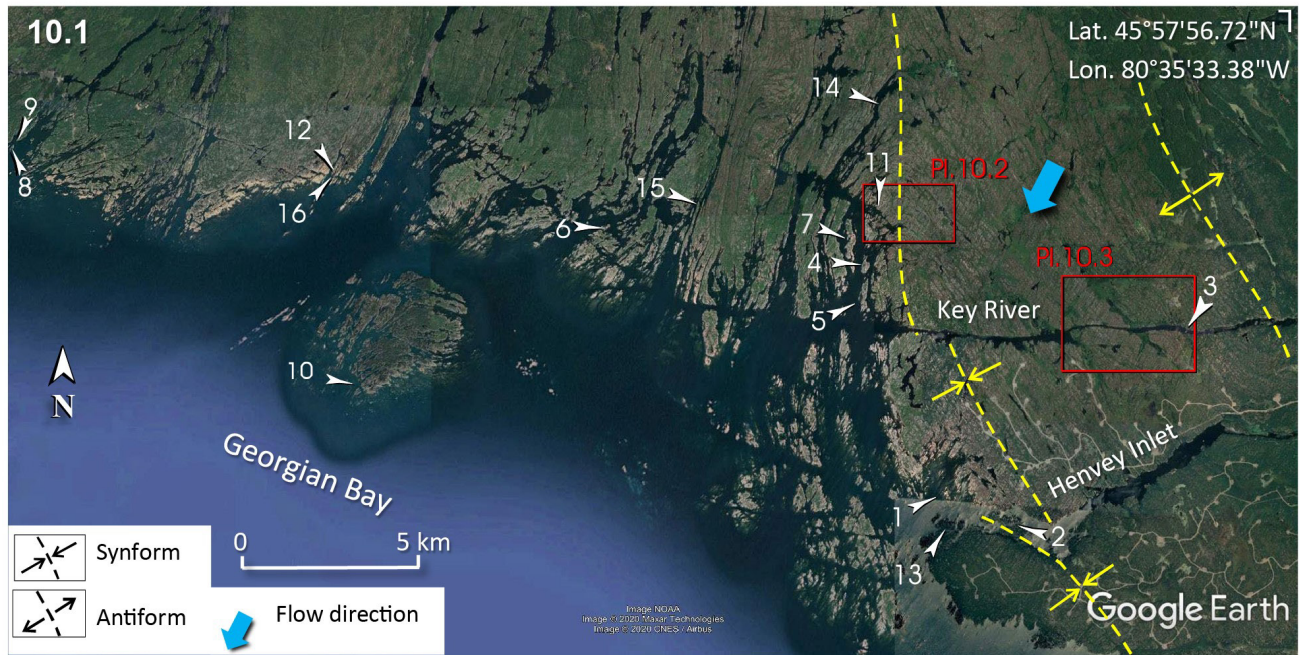 10.1
Lat. 45°57'56.72"N
Lon. 80°35'33.38"W
9
8
12
16
14
11
Pl.10.2
15
6
7
4
5
Pl.10.3
3
Key River
10
N
Georgian Bay
Henvey Inlet
1
2
13
Synform
Antiform
0
5 km
Flow direction
Image NOAA
Image © 2020 Maxar Technologies
Image © 2020 CNES / Airbus
Google Earth